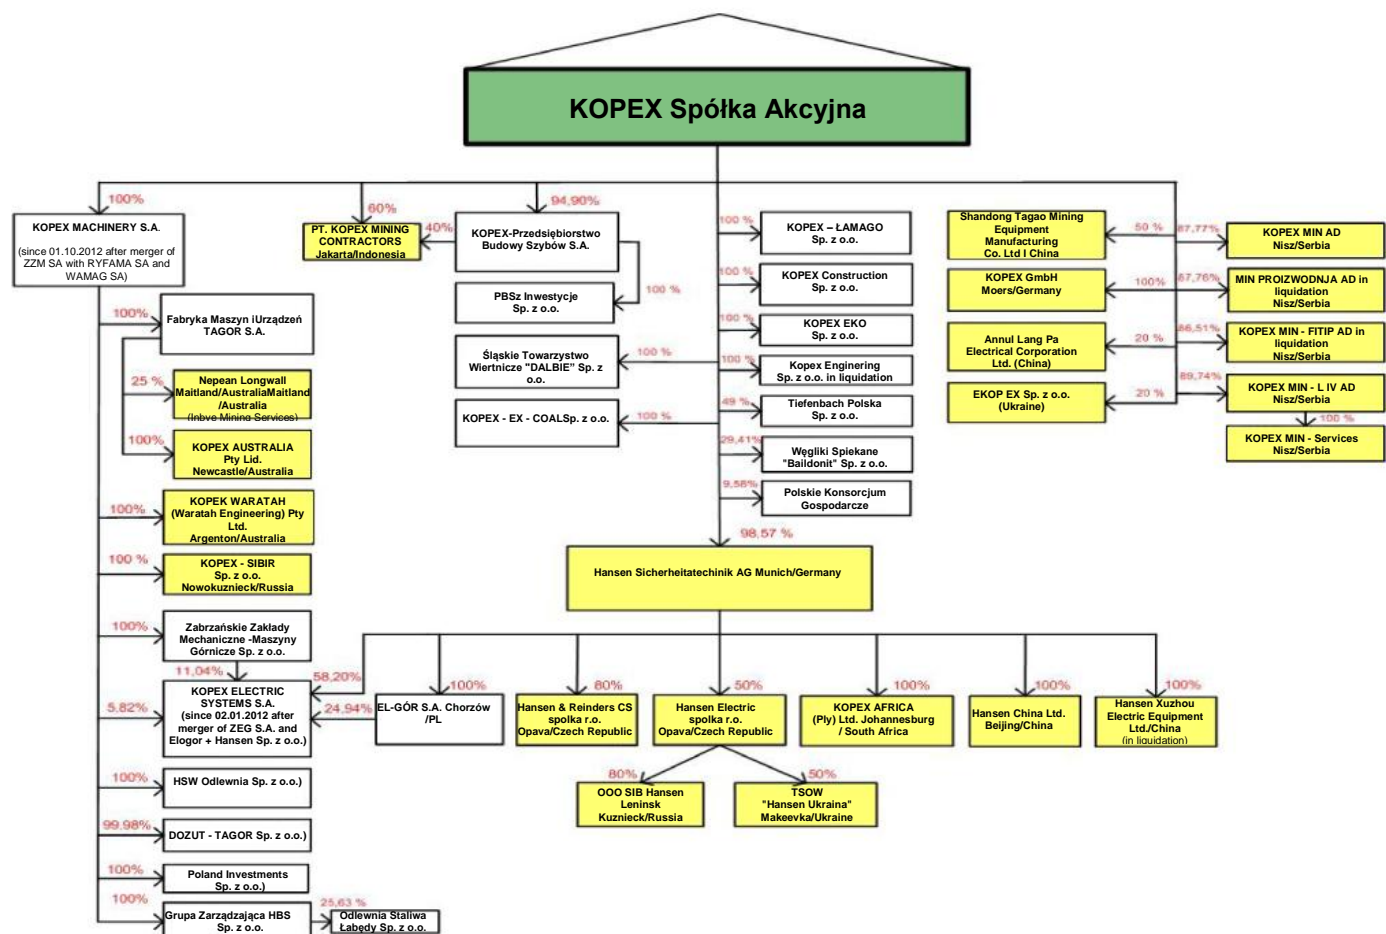 KOPEX Spółka Akcyjna
100%
KOPEX MACHINERY S.A.
(since 01.10.2012 after merger of
ZZM SA with RYFAMA SA and
WAMAG SA)
60%
PT. KOPEX MINING
CONTRACTORS
Jakarta/Indonesia
40%
94,90%
KOPEX-Przedsiębiorstwo
Budowy Szybów S.A.
100 %
PBSz Inwestycje
Sp. z o.o.
Śląskie Towarzystwo
Wiertnicze "DALBIE" Sp. z
o.o.
100 %
KOPEX - EX - COALSp. z o.o.
100 %
100 %
KOPEX – ŁAMAGO
Sp. z o.o.
100 %
KOPEX Construction
Sp. z o.o.
100 %
KOPEX EKO
Sp. z o.o.
100 %
Kopex Enginering
Sp. z o.o. in liquidation
49 %
Tiefenbach Polska
Sp. z o.o.
29,41%
Węgliki Spiekane
"Baildonit" Sp. z o.o.
9,58%
Polskie Konsorcjum
Gospodarcze
Shandong Tagao Mining
Equipment
Manufacturing
Co. Ltd I China
50 %
KOPEX GmbH
Moers/Germany
100%
Annul Lang Pa
Electrical Corporation
Ltd. (China)
20 %
EKOP EX Sp. z o.o.
(Ukraine)
20 %
87,77%
KOPEX MIN AD
Nisz/Serbia
87,76%
MIN PROIZWODNJA AD in
liquidation
Nisz/Serbia
86,51%
KOPEX MIN - FITIP AD in
liquidation
Nisz/Serbia
89,74%
KOPEX MIN - L IV AD
Nisz/Serbia
100 %
KOPEX MIN - Services
Nisz/Serbia
100%
Fabryka Maszyn iUrządzeń
TAGOR S.A.
25 %
Nepean Longwall
Maitland/AustraliaMaitland
/Australia
(Inbye Mining Services)
100%
KOPEX AUSTRALIA
Pty Lid.
Newcastle/Australia
100%
KOPEK WARATAH
(Waratah Engineering) Pty
Ltd.
Argenton/Australia
100 %
KOPEX - SIBIR
Sp. z o.o.
Nowokuznieck/Russia
100%
Zabrzańskie Zakłady
Mechaniczne -Maszyny
Górnicze Sp. z o.o.
11,04%
5,82%
KOPEX ELECTRIC
SYSTEMS S.A.
(since 02.01.2012 after
merger of ZEG S.A. and
Elogor + Hansen Sp. z o.o.)
58,20%
24,94%
100%
HSW Odlewnia Sp. z o.o.)
99,98%
DOZUT - TAGOR Sp. z o.o.)
100%
Poland Investments
Sp. z o.o.)
100%
Grupa Zarządzająca HBS
Sp. z o.o.
25,63 %
Odlewnia Staliwa
Łabędy Sp. z o.o.
98,57 %
Hansen Sicherheitatechinik AG Munich/Germany
100%
EL-GÓR S.A. Chorzów
/PL
80%
Hansen & Reinders CS
spolka r.o.
Opava/Czech Republic
50%
Hansen Electric
spolka r.o.
Opava/Czech Republic
100%
KOPEX AFRICA
(Ply) Ltd. Johannesburg
/ South Africa
100%
Hansen China Ltd.
Beijing/China
100%
Hansen Xuzhou
Electric Equipment
Ltd./China
(in liquidation)
80%
OOO SIB Hansen
Leninsk
Kuznieck/Russia
50%
TSOW
"Hansen Ukraina"
Makeevka/Ukraine